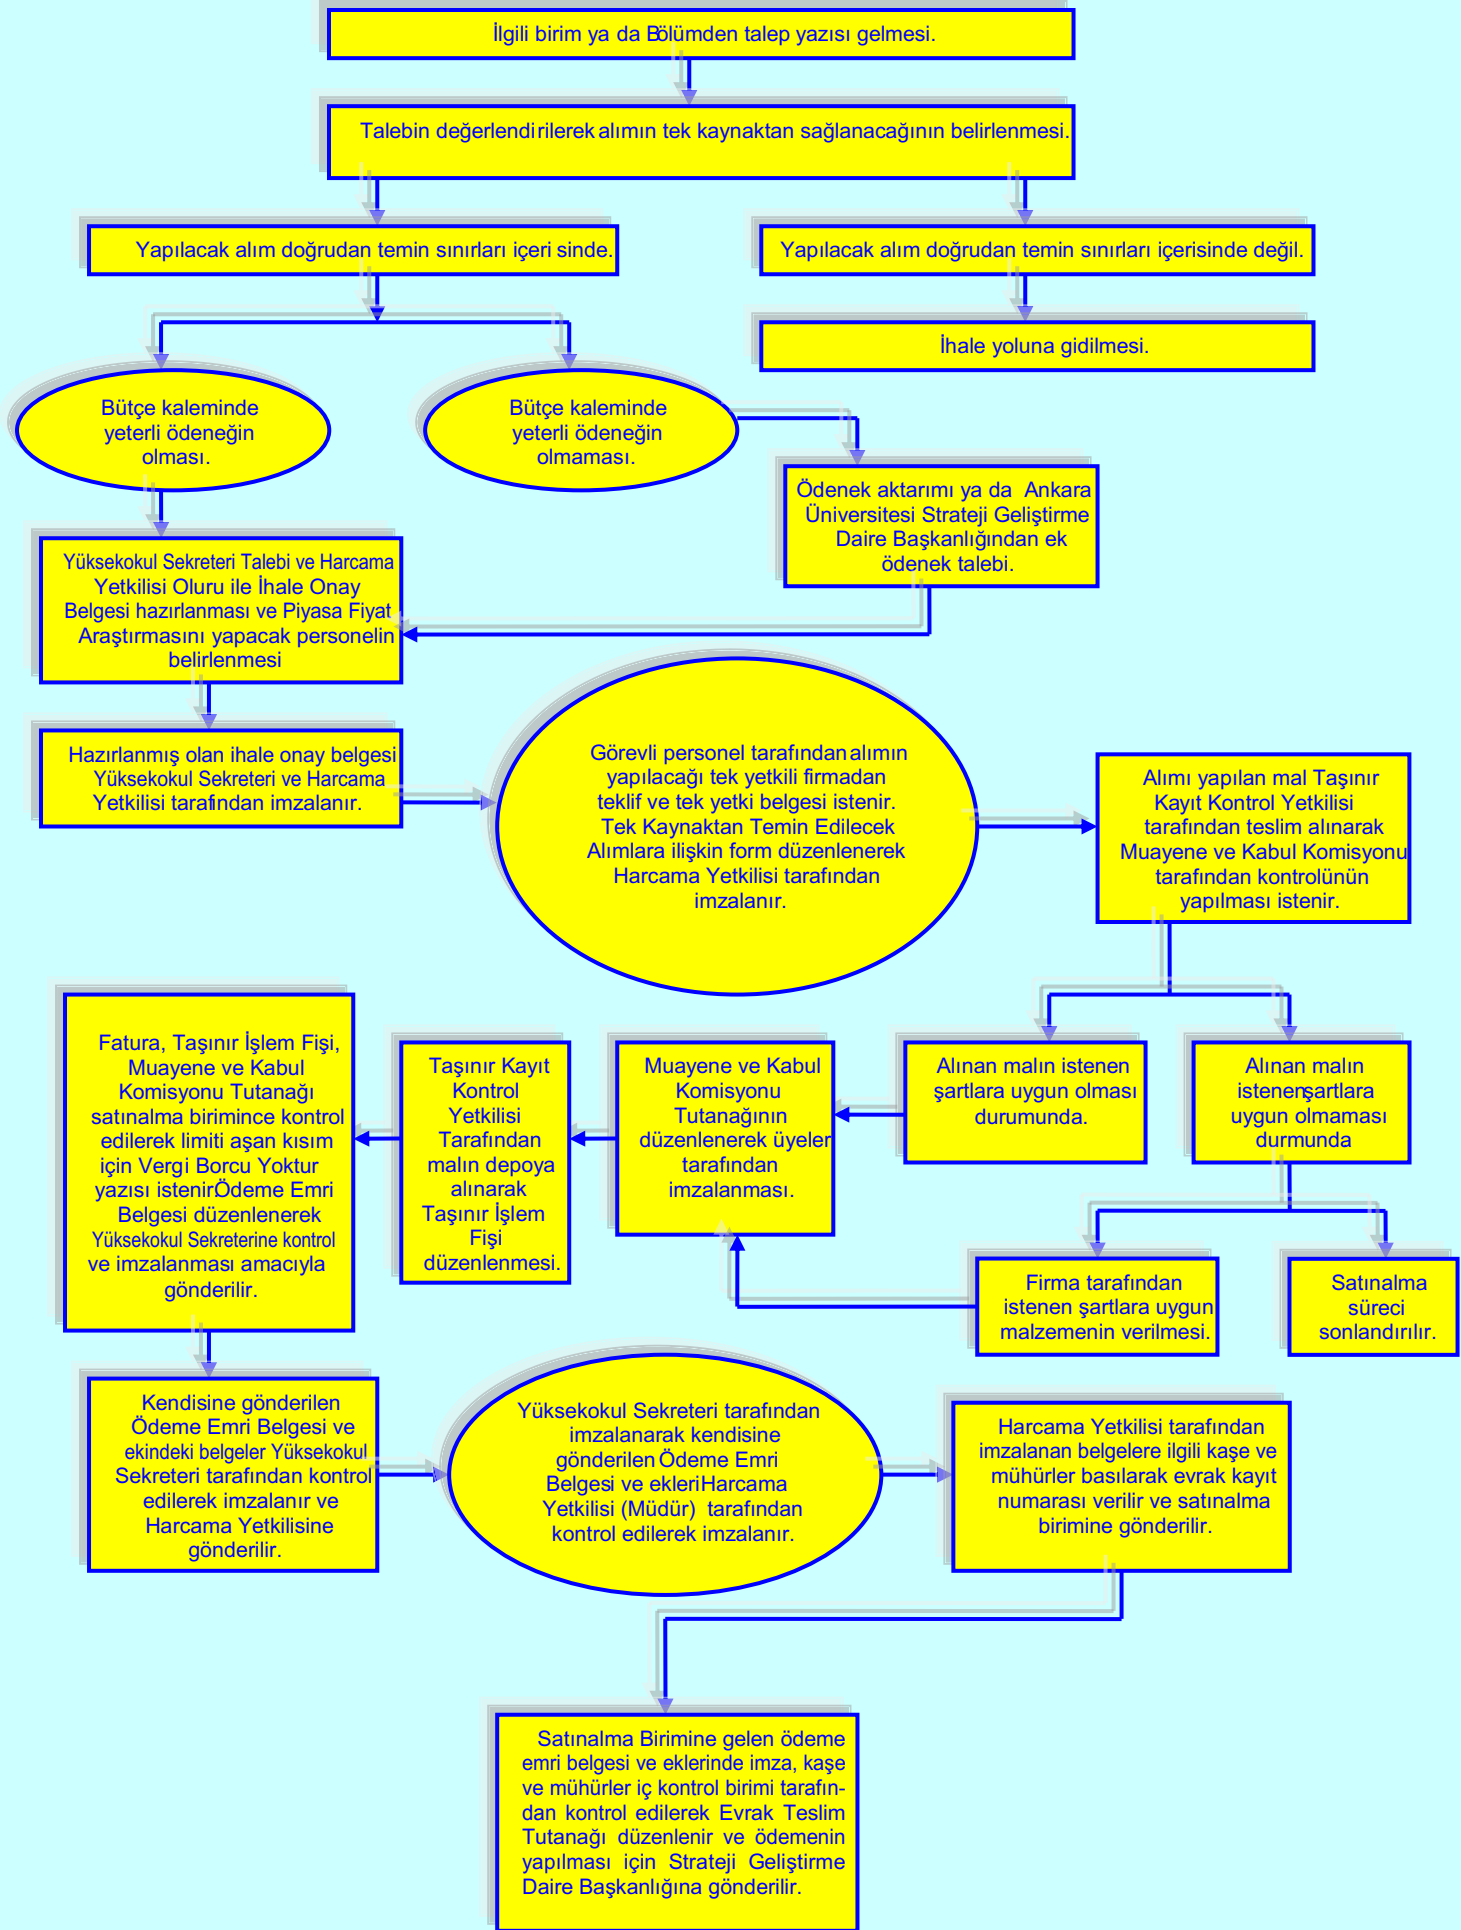 İlgili birim ya da Bölümden talep yazısı gelmesi.
Talebin değerlendirilerek alımın tek kaynaktan sağlanacağının belirlenmesi.
Yapılacak alım doğrudan temin sınırları içeri sinde.
Yapılacak alım doğrudan temin sınırları içerisinde değil.
İhale yoluna gidilmesi.
Bütçe kaleminde
yeterli ödeneğin
olması.
Bütçe kaleminde
yeterli ödeneğin
olmaması.
Ödenek aktarımı ya da Ankara
Üniversitesi Strateji Geliştirme
Daire Başkanlığından ek
ödenek talebi.
Yüksekokul Sekreteri Talebi ve Harcama
Yetkilisi Oluru ile İhale Onay
Belgesi hazırlanması ve Piyasa Fiyat
Araştırmasını yapacak personelin
belirlenmesi
Hazırlanmış olan ihale onay belgesi
Yüksekokul Sekreteri ve Harcama
Yetkilisi tarafından imzalanır.
Görevli personel tarafından alımın
yapılacağı tek yetkili firmadan
teklif ve tek yetki belgesi istenir.
Tek Kaynaktan Temin Edilecek
Alımlara ilişkin form düzenlenerek
Harcama Yetkilisi tarafından
imzalanır.
Alımı yapılan mal Taşınır
Kayıt Kontrol Yetkilisi
tarafından teslim alınarak
Muayene ve Kabul Komisyonu
tarafından kontrolünün
yapılması istenir.
Alınan malın istenen
şartlara uygun olması
durumunda.
Alınan malın
istenen şartlara
uygun olmaması
durmunda
Muayene ve Kabul
Komisyonu
Tutanağının
düzenlenerek üyeler
tarafından
imzalanması.
Taşınır Kayıt
Kontrol
Yetkilisi
Tarafından
malın depoya
alınarak
Taşınır İşlem
Fişi
düzenlenmesi.
Fatura, Taşınır İşlem Fişi,
Muayene ve Kabul
Komisyonu Tutanağı
satınalma birimince kontrol
edilerek limiti aşan kısım
için Vergi Borcu Yoktur
yazısı istenir.Ödeme Emri
Belgesi düzenlenerek
Yüksekokul Sekreterine kontrol
ve imzalanması amacıyla
gönderilir.
Firma tarafından
istenen şartlara uygun
malzemenin verilmesi.
Satınalma
süreci
sonlandırılır.
Kendisine gönderilen
Ödeme Emri Belgesi ve
ekindeki belgeler Yüksekokul
Sekreteri tarafından kontrol
edilerek imzalanır ve
Harcama Yetkilisine
gönderilir.
Yüksekokul Sekreteri tarafından
imzalanarak kendisine
gönderilen Ödeme Emri
Belgesi ve ekleri Harcama
Yetkilisi (Müdür) tarafından
kontrol edilerek imzalanır.
Harcama Yetkilisi tarafından
imzalanan belgelere ilgili kaşe ve
mühürler basılarak evrak kayıt
numarası verilir ve satınalma
birimine gönderilir.
Satınalma Birimine gelen ödeme
emri belgesi ve eklerinde imza, kaşe
ve mühürler iç kontrol birimi tarafın-
dan kontrol edilerek Evrak Teslim
Tutanağı düzenlenir ve ödemenin
yapılması için Strateji Geliştirme
Daire Başkanlığına gönderilir.